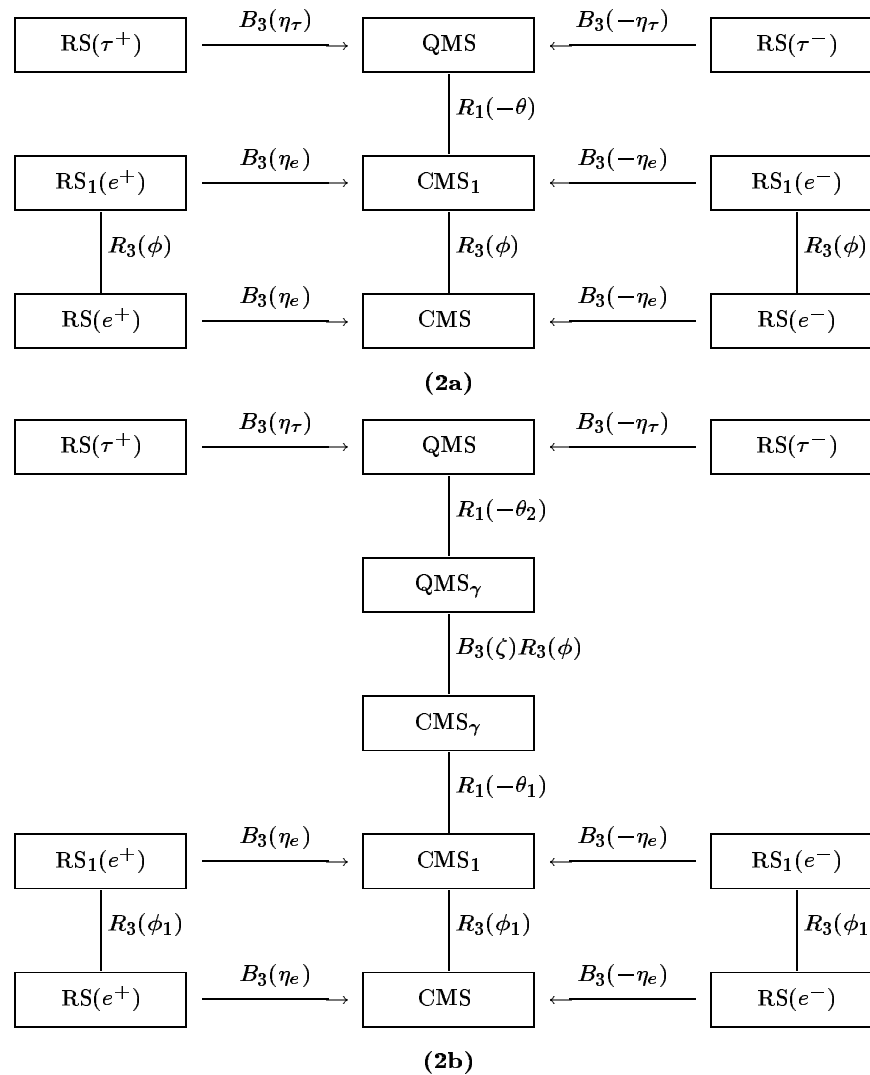 B₃(η_τ) B₃(−η_τ)
RS(τ⁺) QMS RS(τ⁻)
R₁(−θ)
B₃(η_e) B₃(−η_e)
RS₁(e⁺) CMS₁ RS₁(e⁻)
R₃(φ) R₃(φ) R₃(φ)
B₃(η_e) B₃(−η_e)
RS(e⁺) CMS RS(e⁻)
(2a)
B₃(η_τ) B₃(−η_τ)
RS(τ⁺) QMS RS(τ⁻)
R₁(−θ₂)
QMS_γ
B₃(ζ)R₃(φ)
CMS_γ
R₁(−θ₁)
B₃(η_e) B₃(−η_e)
RS₁(e⁺) CMS₁ RS₁(e⁻)
R₃(φ₁) R₃(φ₁) R₃(φ₁
B₃(η_e) B₃(−η_e)
RS(e⁺) CMS RS(e⁻)
(2b)